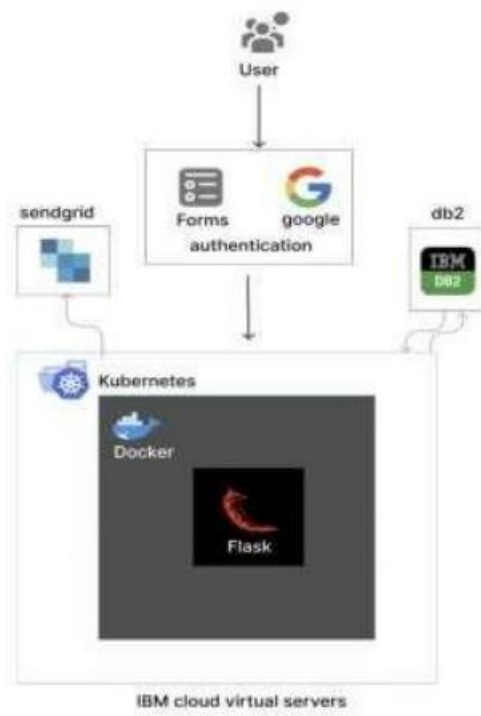 User
Forms google
authentication
sendgrid
db2
IBM
DB2
Kubernetes
Docker
Flask
IBM cloud virtual servers